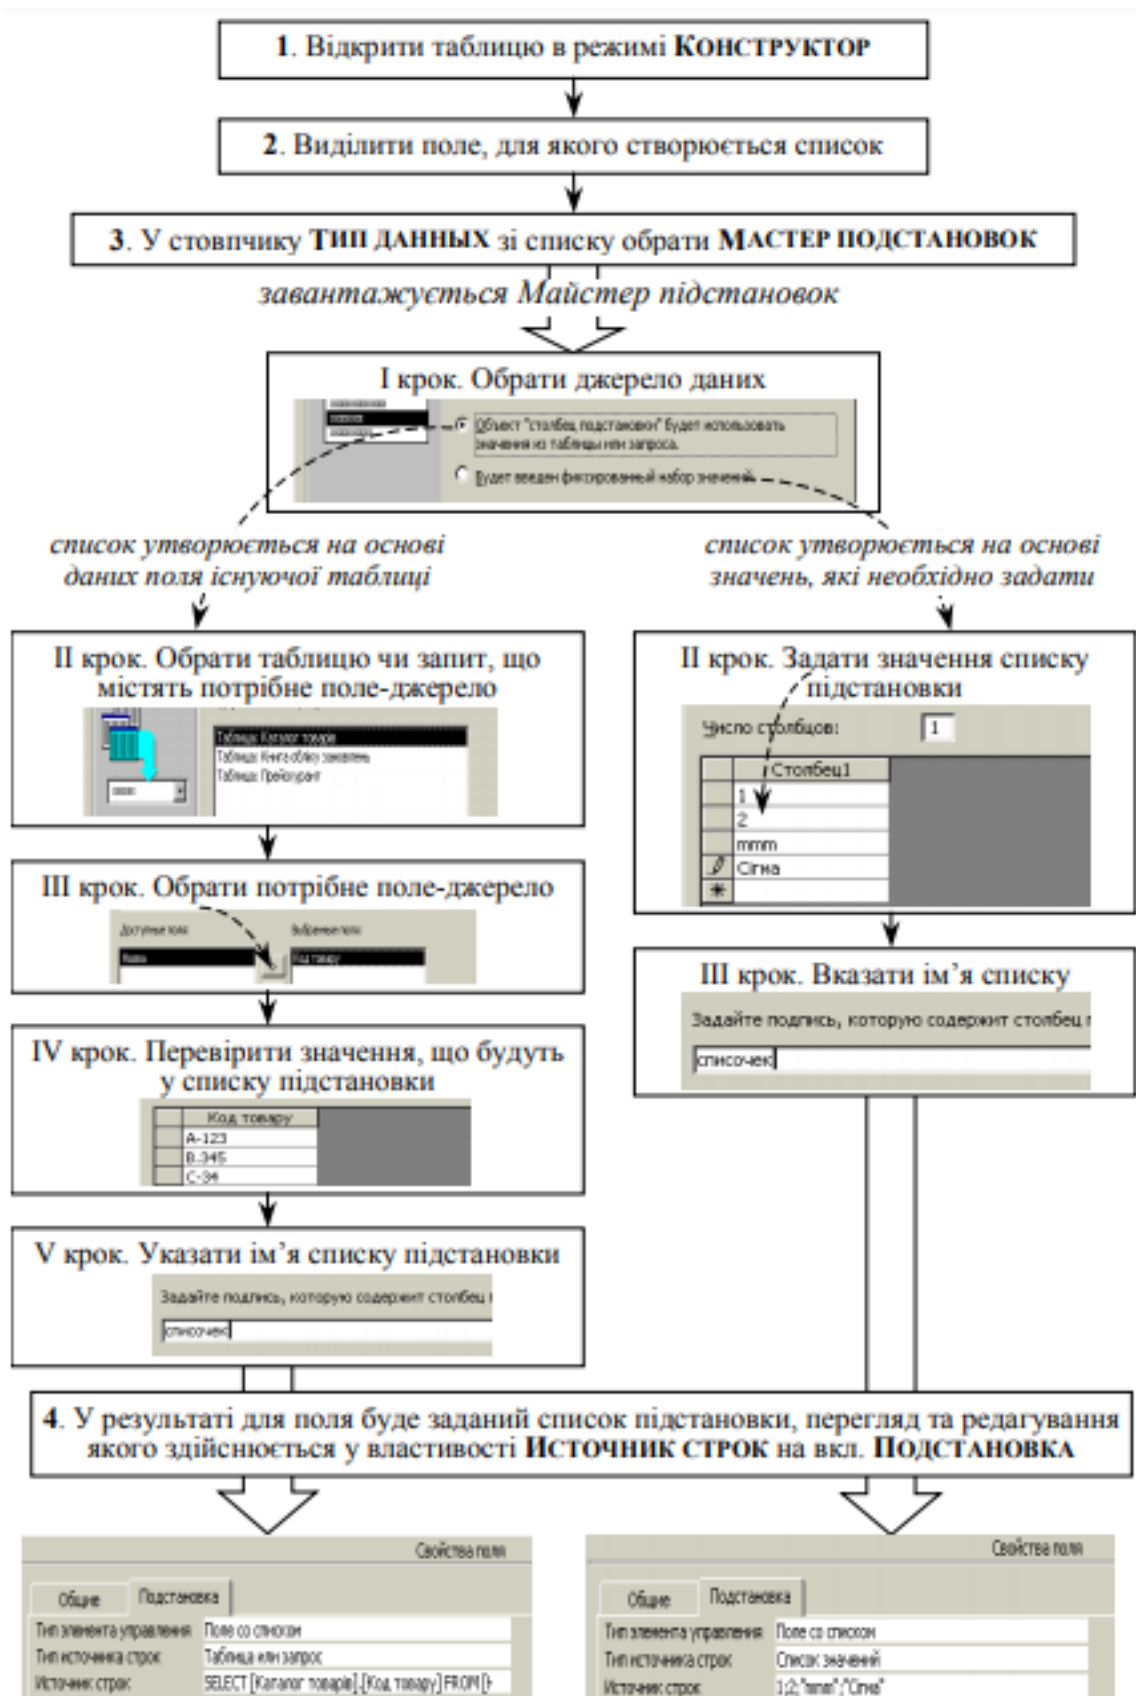 1. Відкрити таблицю в режимі КОНСТРУКТОР
2. Виділити поле, для якого створюється список
3. У стовпчику ТИП ДАННЫХ зі списку обрати МАСТЕР ПОДСТАНОВОК
завантажується Майстер підстановок
I крок. Обрати джерело даних
Объект "столбец подстановки" будет использовать
значения из таблицы или запроса.
Будет введен фиксированный набор значений.
список утворюється на основі
даних поля існуючої таблиці
список утворюється на основі
значень, які необхідно задати
II крок. Обрати таблицю чи запит, що
містять потрібне поле-джерело
Таблица: Каталог товарів
Таблица: Книга обліку замовлень
Таблица: Прейскурант
III крок. Обрати потрібне поле-джерело
Доступные поля:
Выбранные поля:
Назва
Код товару
IV крок. Перевірити значення, що будуть
у списку підстановки
Код товару
А-123
В.345
С-34
V крок. Указати ім’я списку підстановки
Задайте подпись, которую содержит столбец
списочек
II крок. Задати значення списку
підстановки
Число столбцов: 1
Столбец1
1
2
mmm
Сігма
III крок. Вказати ім’я списку
Задайте подпись, которую содержит столбец п
списочек
4. У результаті для поля буде заданий список підстановки, перегляд та редагування
якого здійснюється у властивості ИСТОЧНИК СТРОК на вкл. ПОДСТАНОВКА
Свойства поля
Общие Подстановка
Тип элемента управления Поле со списком
Тип источника строк Таблица или запрос
Источник строк SELECT [Каталог товарів].[Код товару] FROM [К
Свойства поля
Общие Подстановка
Тип элемента управления Поле со списком
Тип источника строк Список значений
Источник строк 1;2;"mmm";"Сігма"